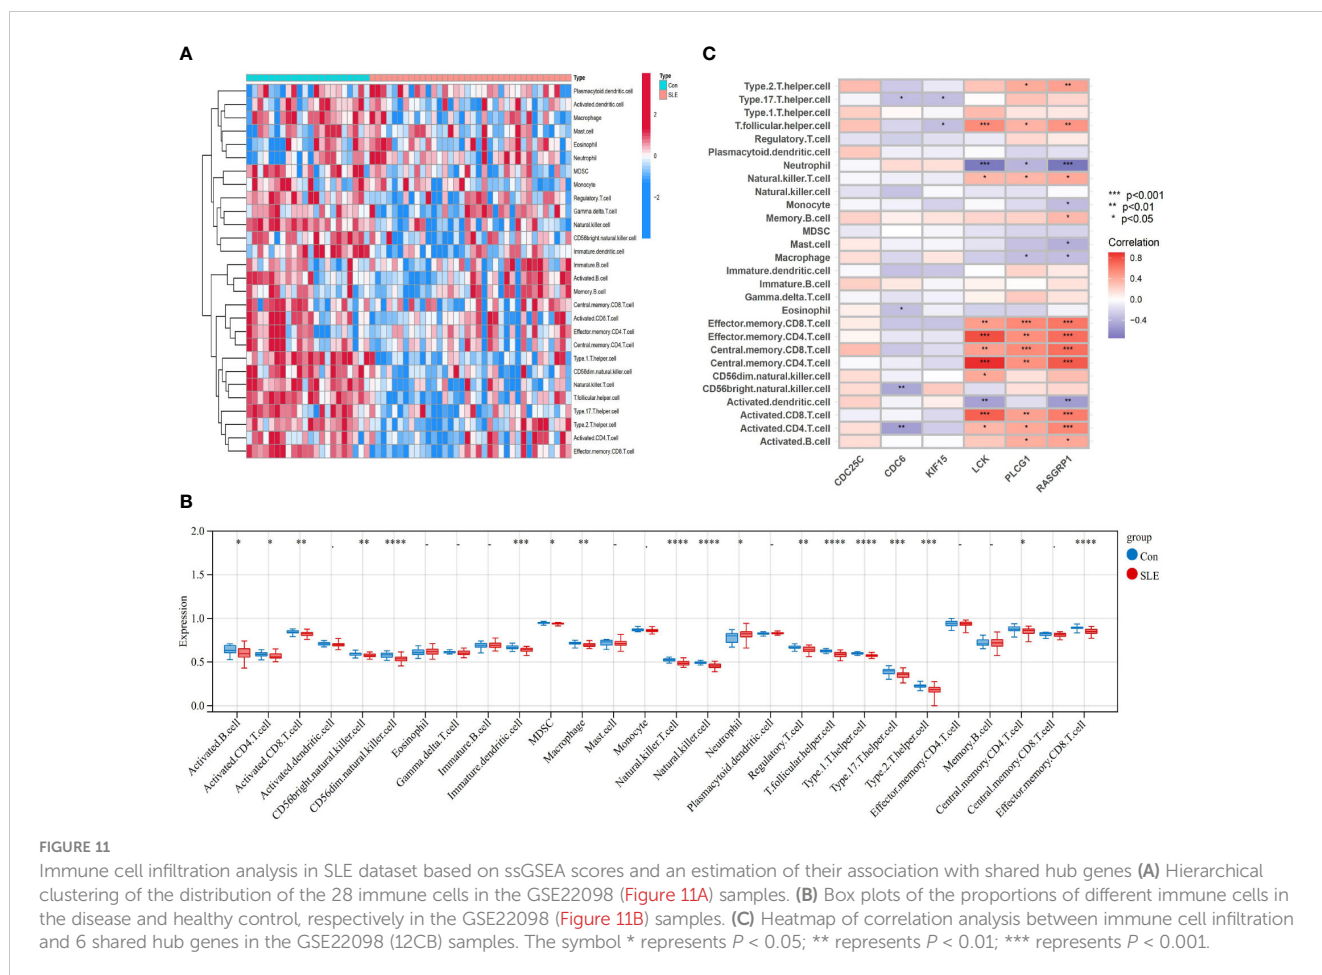 A
Type
Plasmacytoid.dendritic.cell
Activated.dendritic.cell
Macrophage
Mast.cell
Eosinophil
Neutrophil
MDSC
Monocyte
Regulatory.T.cell
Gamma.delta.T.cell
Natural.killer.cell
CD56bright.natural.killer.cell
Immature.dendritic.cell
Immature.B.cell
Activated.B.cell
Memory.B.cell
Central.memory.CD8.T.cell
Activated.CD8.T.cell
Effector.memory.CD4.T.cell
Central.memory.CD4.T.cell
Type.1.T.helper.cell
CD56dim.natural.killer.cell
Natural.killer.T.cell
T.follicular.helper.cell
Type.17.T.helper.cell
Type.2.T.helper.cell
Activated.CD4.T.cell
Effector.memory.CD8.T.cell
2
0
−2
Type
Con
SLE
C
Type.2.T.helper.cell * **
Type.17.T.helper.cell * *
Type.1.T.helper.cell
T.follicular.helper.cell * *** * **
Regulatory.T.cell
Plasmacytoid.dendritic.cell
Neutrophil *** * ***
Natural.killer.T.cell * * *
Natural.killer.cell
Monocyte *
Memory.B.cell *
MDSC
Mast.cell *
Macrophage * *
Immature.dendritic.cell
Immature.B.cell
Gamma.delta.T.cell
Eosinophil *
Effector.memory.CD8.T.cell ** *** ***
Effector.memory.CD4.T.cell *** ** ***
Central.memory.CD8.T.cell ** *** ***
Central.memory.CD4.T.cell *** ** ***
CD56dim.natural.killer.cell *
CD56bright.natural.killer.cell **
Activated.dendritic.cell ** **
Activated.CD8.T.cell *** ** ***
Activated.CD4.T.cell ** * * ***
Activated.B.cell * *
CDC25C CDC6 KIF15 LCK PLCG1 RASGRP1
*** p<0.001
** p<0.01
* p<0.05
Correlation
0.8
0.4
0.0
−0.4
B
Expression
2.0
1.5
1.0
0.5
0.0
* * ** . ** **** - - - *** * ** - . **** **** * - ** **** **** *** *** - - * . ****
group
Con
SLE
Activated.B.cell
Activated.CD4.T.cell
Activated.CD8.T.cell
Activated.dendritic.cell
CD56bright.natural.killer.cell
CD56dim.natural.killer.cell
Eosinophil
Gamma.delta.T.cell
Immature.B.cell
Immature.dendritic.cell
MDSC
Macrophage
Mast.cell
Monocyte
Natural.killer.T.cell
Natural.killer.cell
Neutrophil
Plasmacytoid.dendritic.cell
Regulatory.T.cell
T.follicular.helper.cell
Type.1.T.helper.cell
Type.17.T.helper.cell
Type.2.T.helper.cell
Effector.memory.CD4.T.cell
Memory.B.cell
Central.memory.CD4.T.cell
Central.memory.CD8.T.cell
Effector.memory.CD8.T.cell
FIGURE 11
Immune cell infiltration analysis in SLE dataset based on ssGSEA scores and an estimation of their association with shared hub genes (A) Hierarchical
clustering of the distribution of the 28 immune cells in the GSE22098 (Figure 11A) samples. (B) Box plots of the proportions of different immune cells in
the disease and healthy control, respectively in the GSE22098 (Figure 11B) samples. (C) Heatmap of correlation analysis between immune cell infiltration
and 6 shared hub genes in the GSE22098 (12CB) samples. The symbol * represents P < 0.05; ** represents P < 0.01; *** represents P < 0.001.